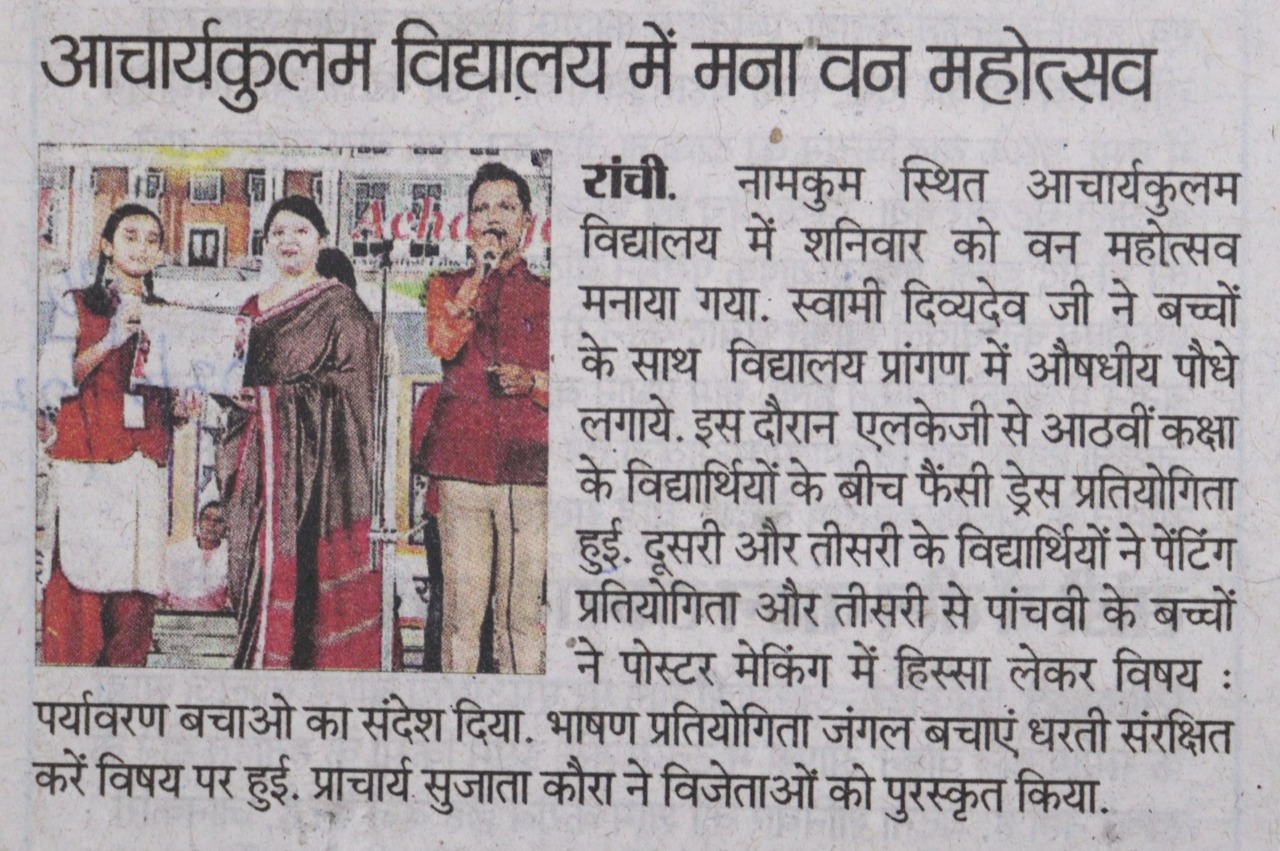 आचार्यकुलम विद्यालय में मना वन महोत्सव
रांची. नामकुम स्थित आचार्यकुलम
विद्यालय में शनिवार को वन महोत्सव
मनाया गया. स्वामी दिव्यदेव जी ने बच्चों
के साथ विद्यालय प्रांगण में औषधीय पौधे
लगाये. इस दौरान एलकेजी से आठवीं कक्षा
के विद्यार्थियों के बीच फैंसी ड्रेस प्रतियोगिता
हुई. दूसरी और तीसरी के विद्यार्थियों ने पेंटिंग
प्रतियोगिता और तीसरी से पांचवी के बच्चों
ने पोस्टर मेकिंग में हिस्सा लेकर विषय :
पर्यावरण बचाओ का संदेश दिया. भाषण प्रतियोगिता जंगल बचाएं धरती संरक्षित
करें विषय पर हुई. प्राचार्य सुजाता कौरा ने विजेताओं को पुरस्कृत किया.